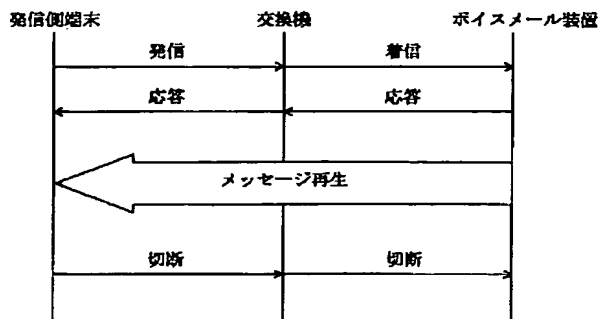 発信側端末 交換機 ボイスメール装置
発信 着信
応答 応答
メッセージ再生
切断 切断